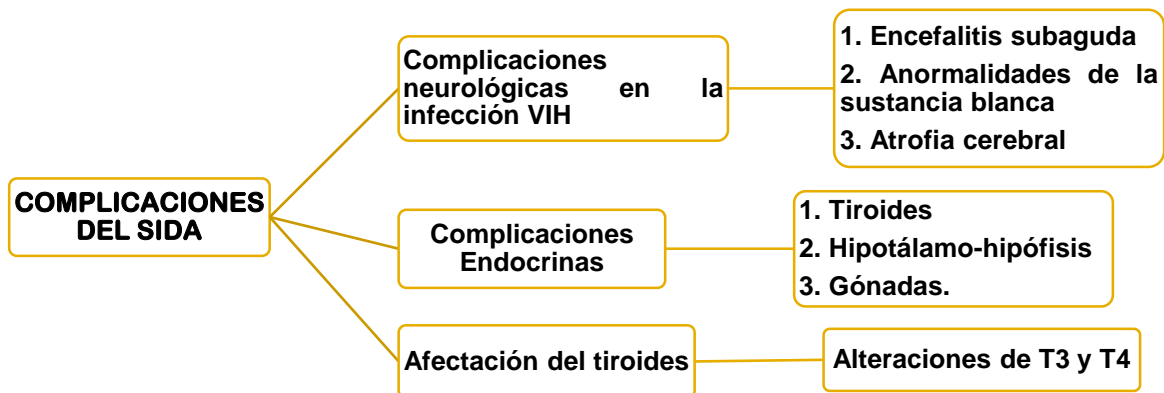 COMPLICACIONES
DEL SIDA
Complicaciones
neurológicas en la
infección VIH
1. Encefalitis subaguda
2. Anormalidades de la
sustancia blanca
3. Atrofia cerebral
Complicaciones
Endocrinas
1. Tiroides
2. Hipotálamo-hipófisis
3. Gónadas.
Afectación del tiroides
Alteraciones de T3 y T4